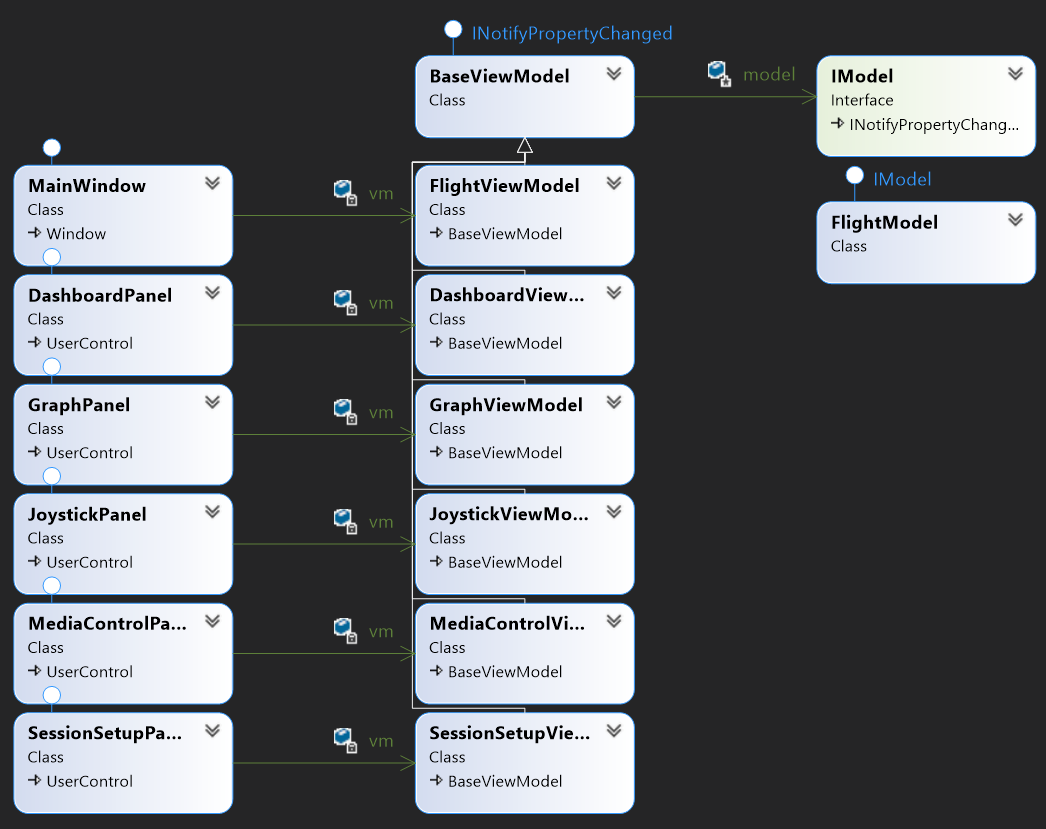 INotifyPropertyChanged
BaseViewModel
Class
model
IModel
Interface
INotifyPropertyChang...
MainWindow
Class
Window
vm
FlightViewModel
Class
BaseViewModel
IModel
FlightModel
Class
DashboardPanel
Class
UserControl
vm
DashboardView...
Class
BaseViewModel
GraphPanel
Class
UserControl
vm
GraphViewModel
Class
BaseViewModel
JoystickPanel
Class
UserControl
vm
JoystickViewMo...
Class
BaseViewModel
MediaControlPa...
Class
UserControl
vm
MediaControlVi...
Class
BaseViewModel
SessionSetupPa...
Class
UserControl
vm
SessionSetupVie...
Class
BaseViewModel